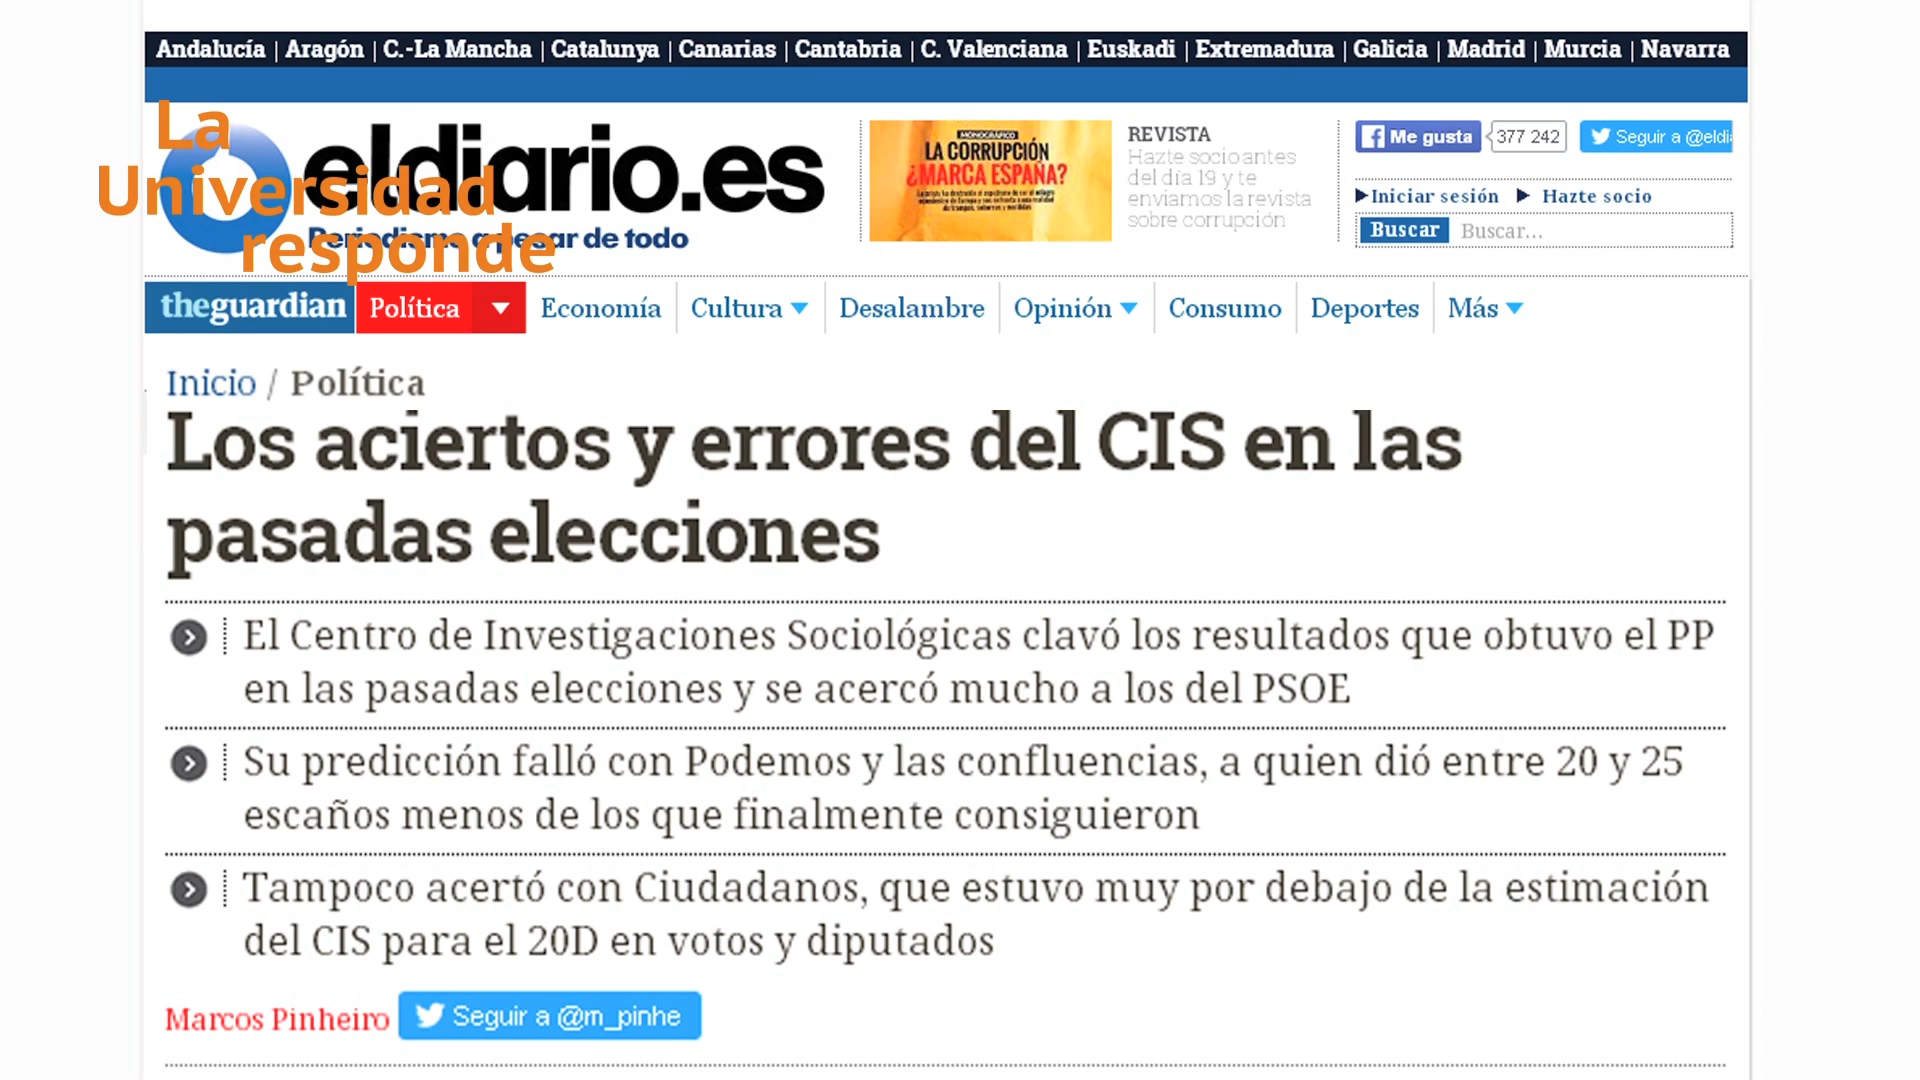 Andalucía | Aragón | C.-La Mancha | Catalunya | Canarias | Cantabria | C. Valenciana | Euskadi | Extremadura | Galicia | Madrid | Murcia | Navarra
La
Universidad
responde
eldiario.es
Periodismo a pesar de todo
MONOGRÁFICO
LA CORRUPCIÓN
¿MARCA ESPAÑA?
REVISTA
Hazte socio antes
del día 19 y te
enviamos la revista
sobre corrupción
Me gusta 377 242 Seguir a @eldi
Iniciar sesión Hazte socio
Buscar Buscar...
theguardian Política Economía Cultura Desalambre Opinión Consumo Deportes Más
Inicio / Política
Los aciertos y errores del CIS en las
pasadas elecciones
El Centro de Investigaciones Sociológicas clavó los resultados que obtuvo el PP
en las pasadas elecciones y se acercó mucho a los del PSOE
Su predicción falló con Podemos y las confluencias, a quien dió entre 20 y 25
escaños menos de los que finalmente consiguieron
Tampoco acertó con Ciudadanos, que estuvo muy por debajo de la estimación
del CIS para el 20D en votos y diputados
Marcos Pinheiro Seguir a @m_pinhe